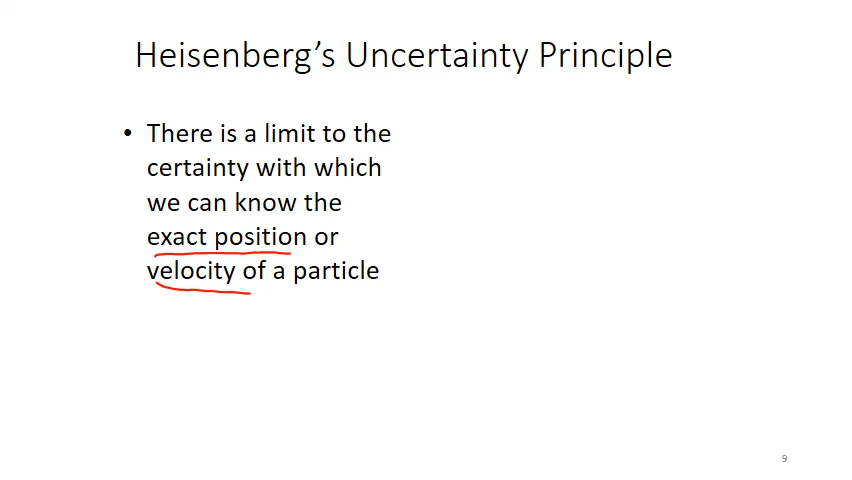 Heisenberg’s Uncertainty Principle
• There is a limit to the
certainty with which
we can know the
exact position or
velocity of a particle
9